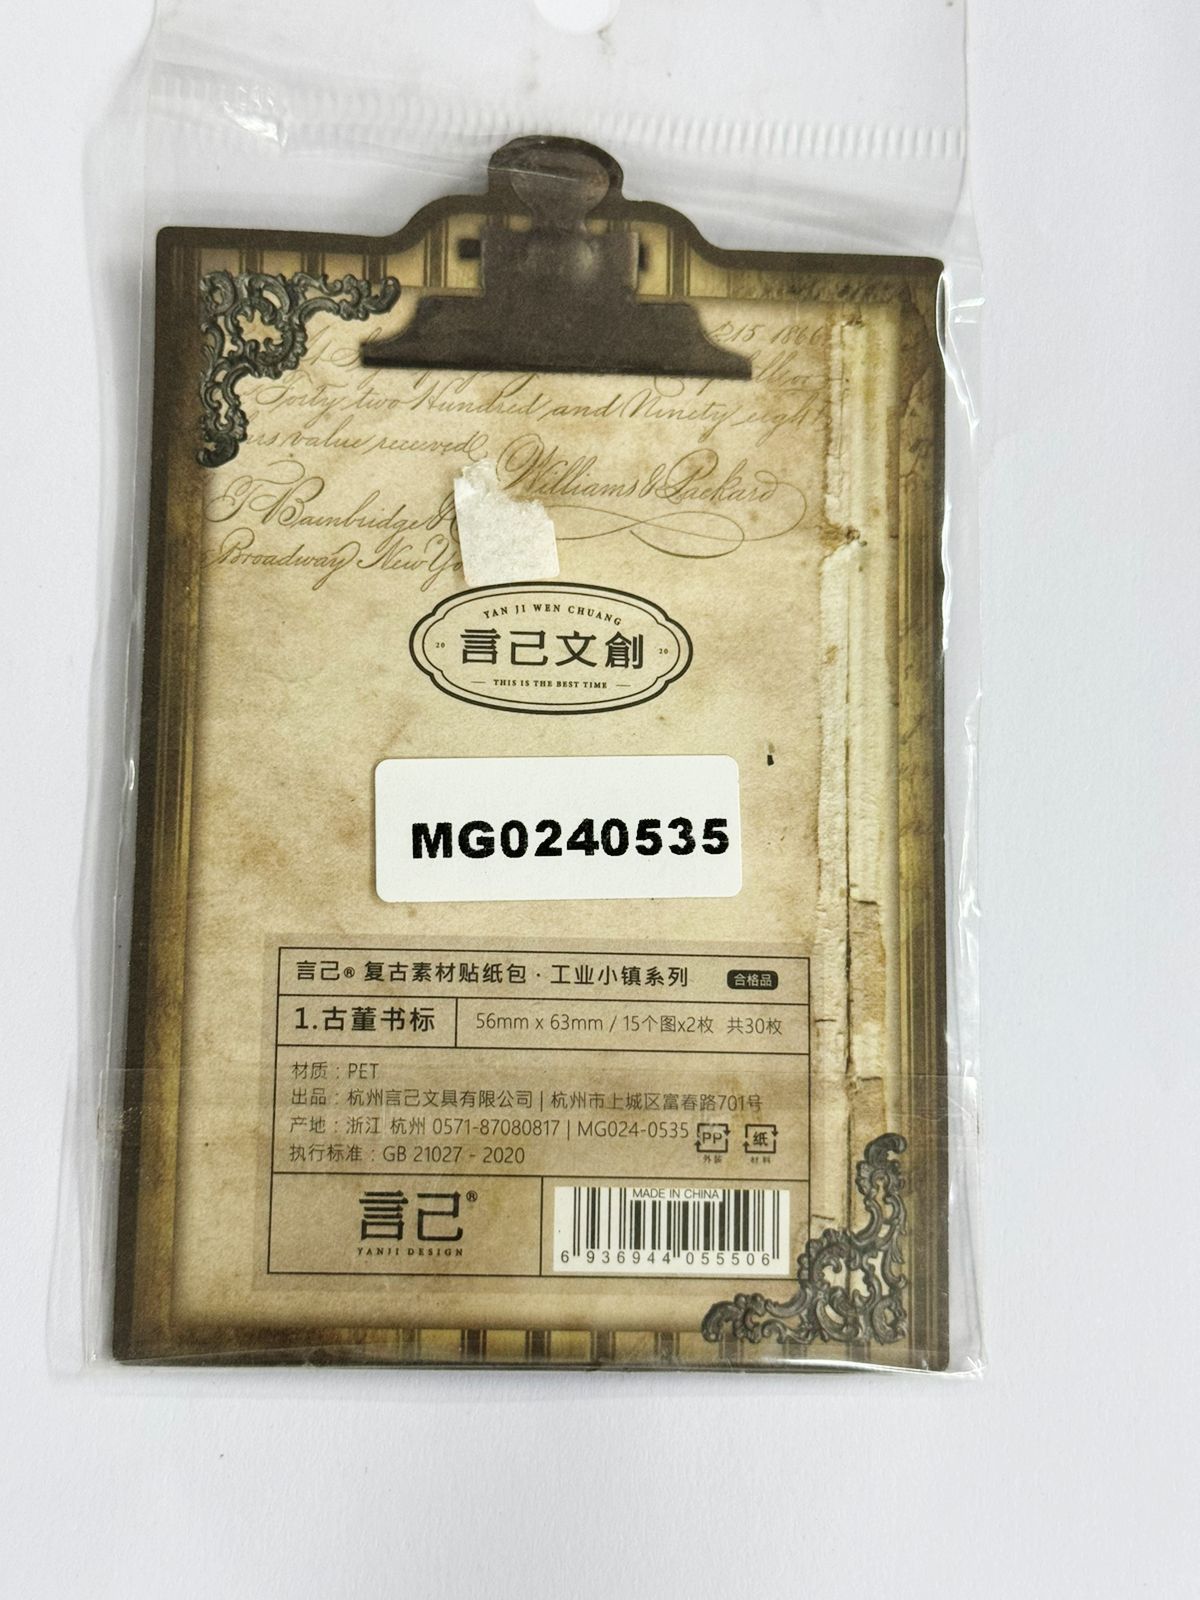 215 1866
Forty two Hundred and Ninety eight
value received
Williams & Packard
Bainbridge &
Broadway New Yo
YAN JI WEN CHUANG
20 言己文創 20
THIS IS THE BEST TIME
MG0240535
言己® 复古素材贴纸包·工业小镇系列 合格品
1.古董书标 56mm x 63mm / 15个图x2枚 共30枚
材质：PET
出品：杭州言己文具有限公司 | 杭州市上城区富春路701号
产地：浙江 杭州 0571-87080817 | MG024-0535 PP 纸
外装 材料
执行标准：GB 21027 - 2020
言己®
YANJI DESIGN
MADE IN CHINA
6 936944 055506